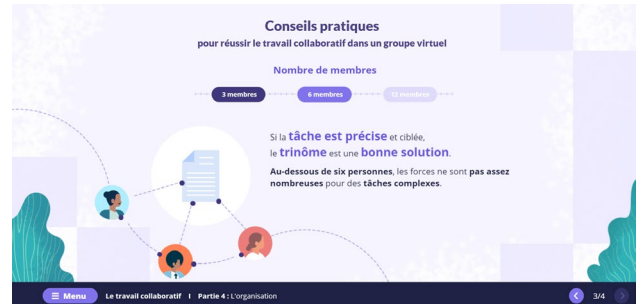 Conseils pratiques
pour réussir le travail collaboratif dans un groupe virtuel
Nombre de membres
3 membres
6 membres
12 membres
Si la tâche est précise et ciblée,
le trinôme est une bonne solution.
Au-dessous de six personnes, les forces ne sont pas assez
nombreuses pour des tâches complexes.
Menu
Le travail collaboratif I Partie 4 : L'organisation
3/4